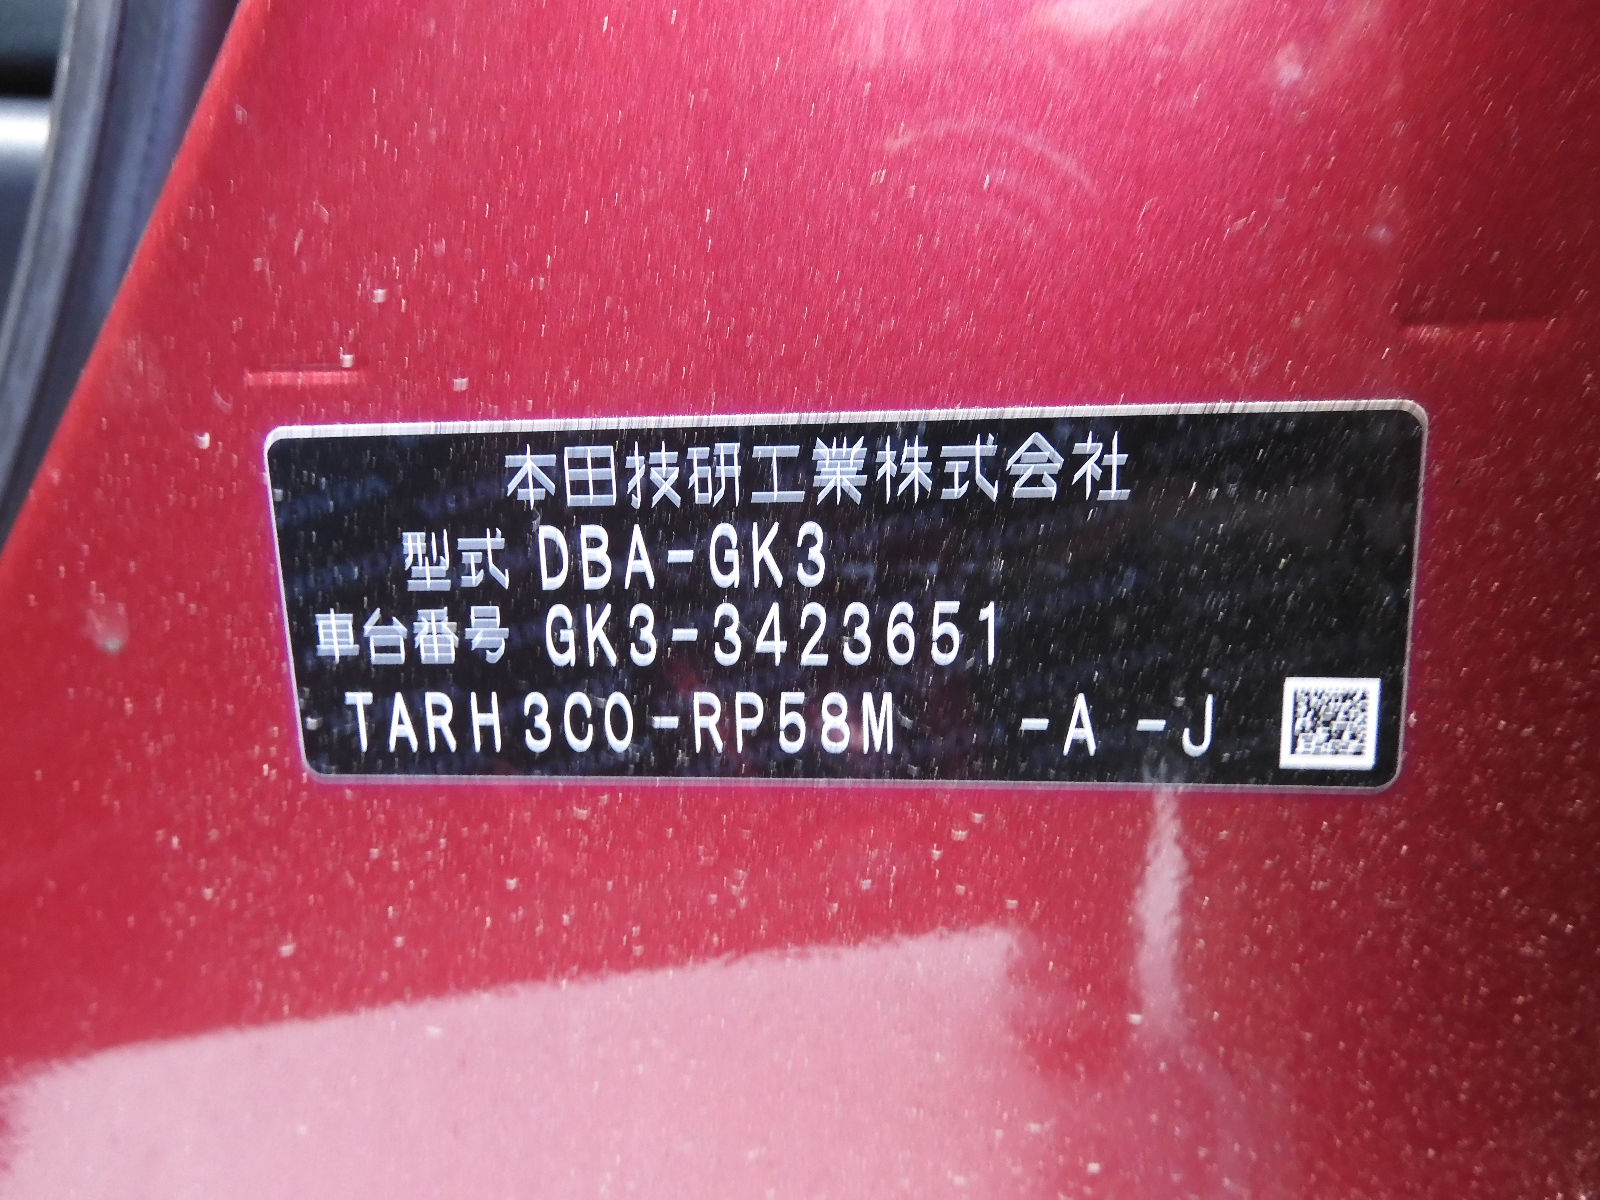 本田技研工業株式会社
型式 DBA-GK3
車台番号 GK3-3423651
TARH3C0-RP58M -A -J